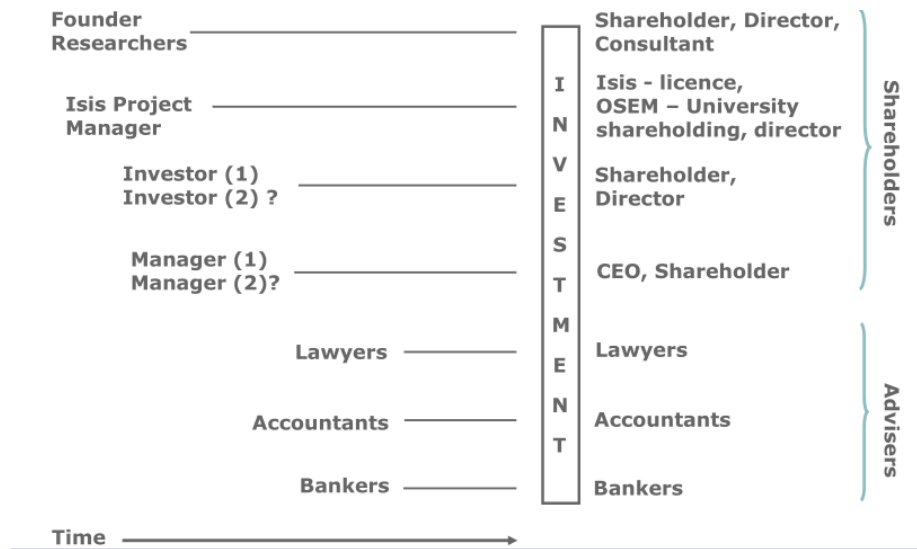 Founder
Researchers
Shareholder, Director,
Consultant
Isis Project
Manager
Isis - licence,
OSEM – University
shareholding, director
Investor (1)
Investor (2) ?
Shareholder,
Director
Manager (1)
Manager (2)?
CEO, Shareholder
Lawyers
Lawyers
Accountants
Accountants
Bankers
Bankers
INVESTMENT
Shareholders
Advisers
Time